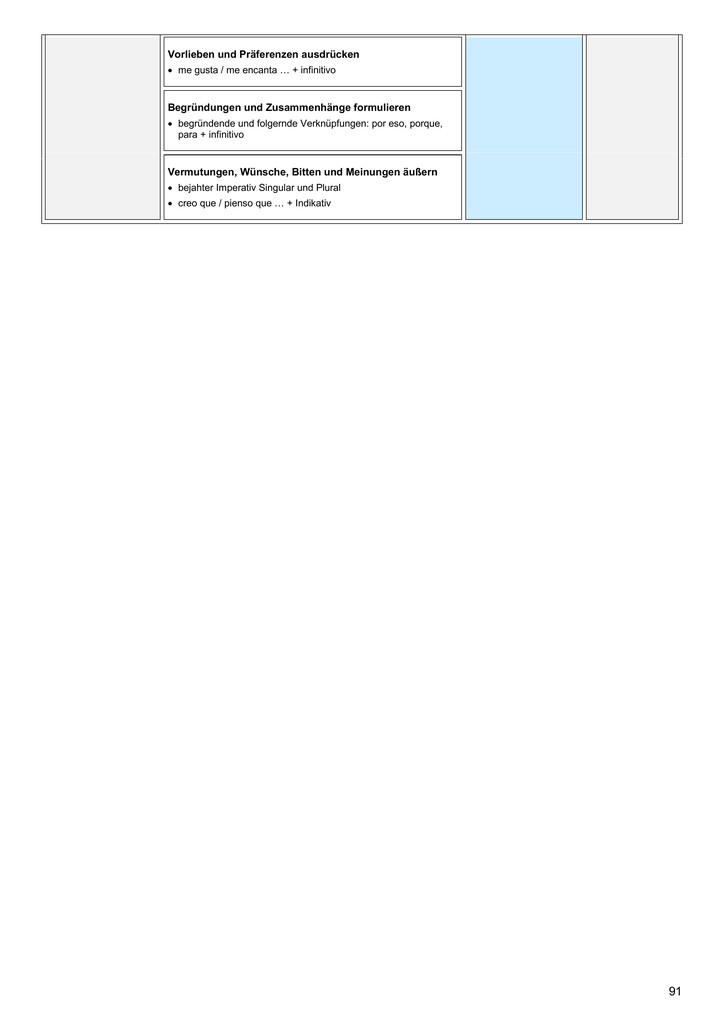 Vorlieben und Präferenzen ausdrücken
• me gusta / me encanta … + infinitivo
Begründungen und Zusammenhänge formulieren
• begründende und folgernde Verknüpfungen: por eso, porque,
para + infinitivo
Vermutungen, Wünsche, Bitten und Meinungen äußern
• bejahter Imperativ Singular und Plural
• creo que / pienso que … + Indikativ
91